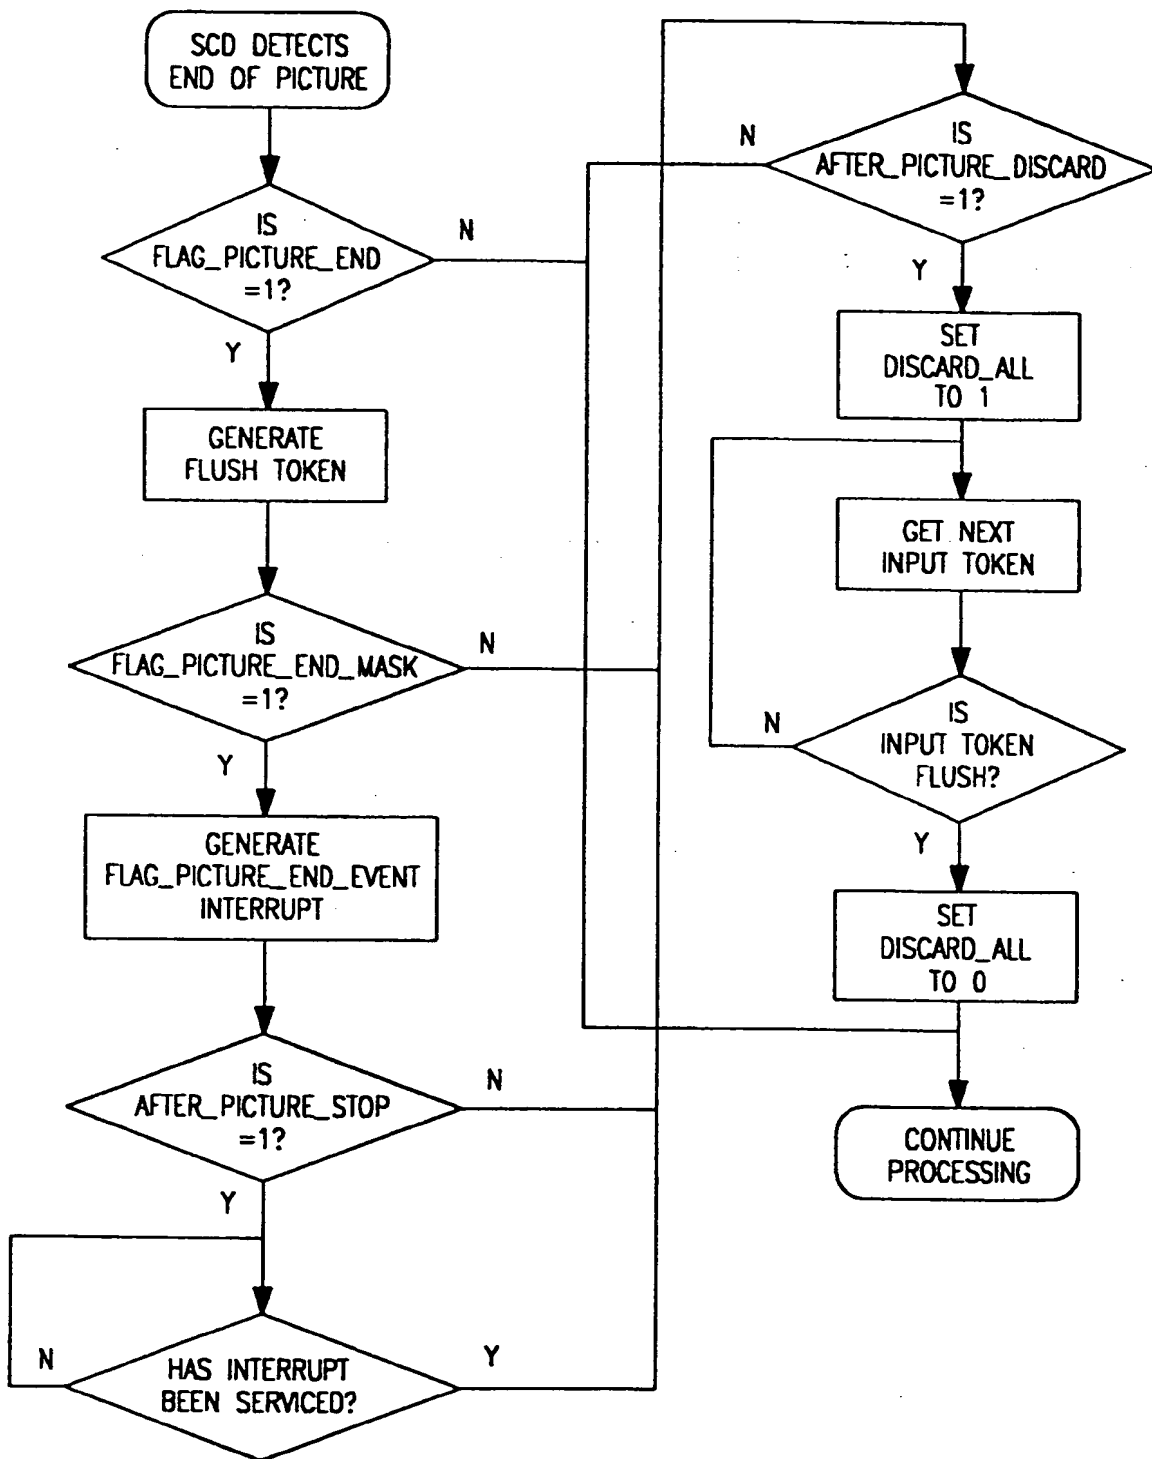 SCD DETECTS
END OF PICTURE
IS
FLAG_PICTURE_END
=1?
N
Y
GENERATE
FLUSH TOKEN
IS
FLAG_PICTURE_END_MASK
=1?
N
Y
GENERATE
FLAG_PICTURE_END_EVENT
INTERRUPT
IS
AFTER_PICTURE_STOP
=1?
N
Y
HAS INTERRUPT
BEEN SERVICED?
N
Y
IS
AFTER_PICTURE_DISCARD
=1?
N
Y
SET
DISCARD_ALL
TO 1
GET NEXT
INPUT TOKEN
IS
INPUT TOKEN
FLUSH?
N
Y
SET
DISCARD_ALL
TO 0
CONTINUE
PROCESSING